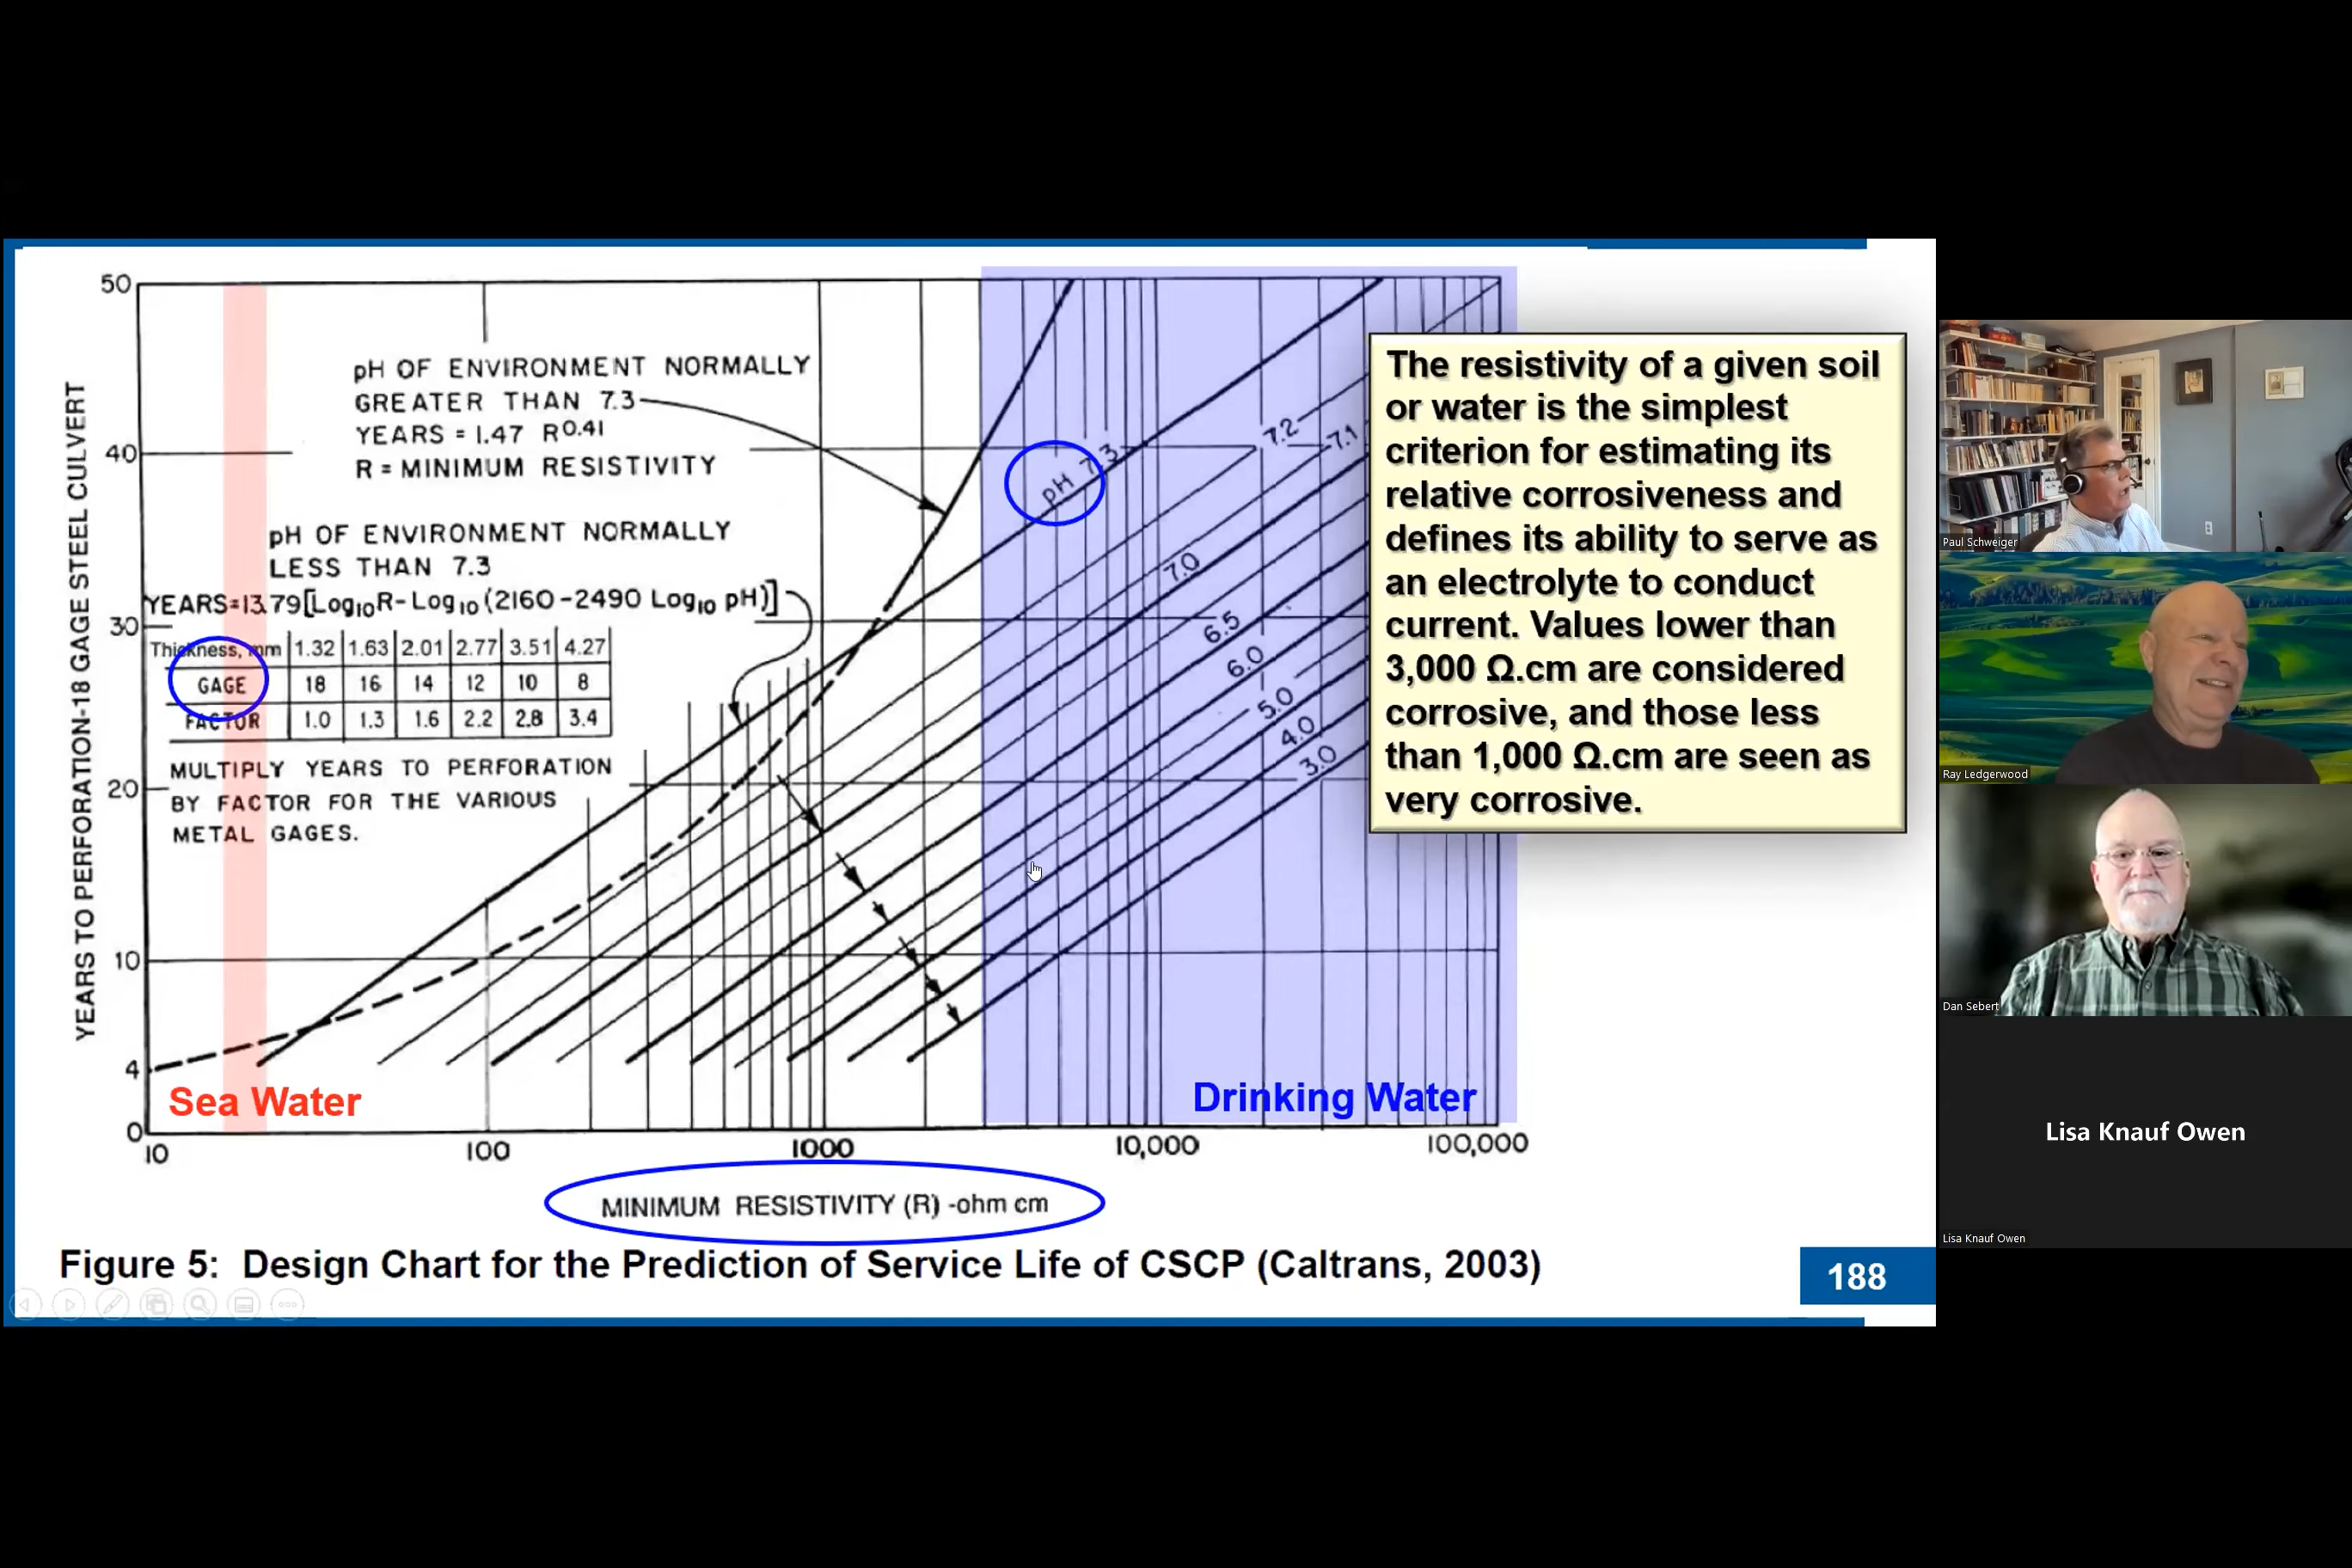 50
40
30
20
10
4
0
YEARS TO PERFORATION-18 GAGE STEEL CULVERT
pH OF ENVIRONMENT NORMALLY
GREATER THAN 7.3
YEARS = 1.47 R^0.41
R = MINIMUM RESISTIVITY
pH OF ENVIRONMENT NORMALLY
LESS THAN 7.3
YEARS=13.79[Log10R-Log10(2160-2490 Log10 pH)]
Thickness, mm 1.32 1.63 2.01 2.77 3.51 4.27
GAGE 18 16 14 12 10 8
FACTOR 1.0 1.3 1.6 2.2 2.8 3.4
MULTIPLY YEARS TO PERFORATION
BY FACTOR FOR THE VARIOUS
METAL GAGES.
pH 7.3
7.2
7.1
7.0
6.5
6.0
5.0
4.0
3.0
The resistivity of a given soil
or water is the simplest
criterion for estimating its
relative corrosiveness and
defines its ability to serve as
an electrolyte to conduct
current. Values lower than
3,000 Ω.cm are considered
corrosive, and those less
than 1,000 Ω.cm are seen as
very corrosive.
Sea Water
Drinking Water
10 100 1000 10,000 100,000
MINIMUM RESISTIVITY (R) -ohm cm
Figure 5: Design Chart for the Prediction of Service Life of CSCP (Caltrans, 2003)
188
Paul Schweiger
Ray Ledgerwood
Dan Sebert
Lisa Knauf Owen
Lisa Knauf Owen